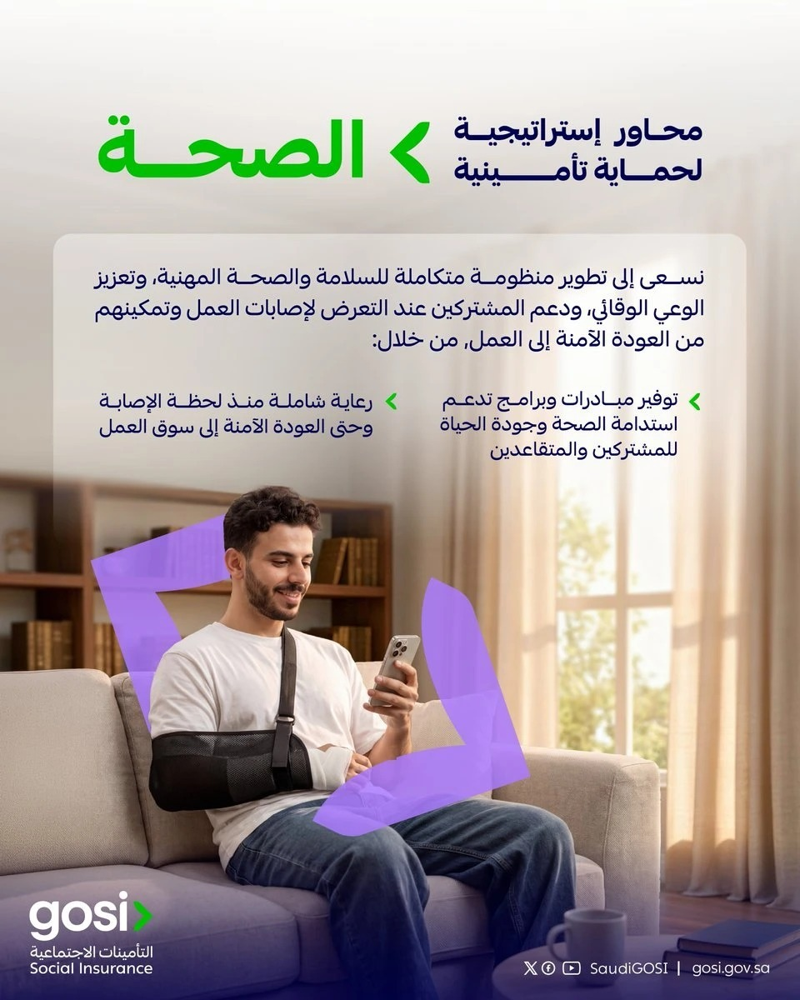 محاور إستراتيجية
لحماية تأمينية
الصحة
نسعى إلى تطوير منظومة متكاملة للسلامة والصحة المهنية، وتعزيز
الوعي الوقائي، ودعم المشتركين عند التعرض لإصابات العمل وتمكينهم
من العودة الآمنة إلى العمل, من خلال:
توفير مبادرات وبرامج تدعم
استدامة الصحة وجودة الحياة
للمشتركين والمتقاعدين
رعاية شاملة منذ لحظة الإصابة
وحتى العودة الآمنة إلى سوق العمل
gosi
التأمينات الاجتماعية
Social Insurance
SaudiGOSI | gosi.gov.sa